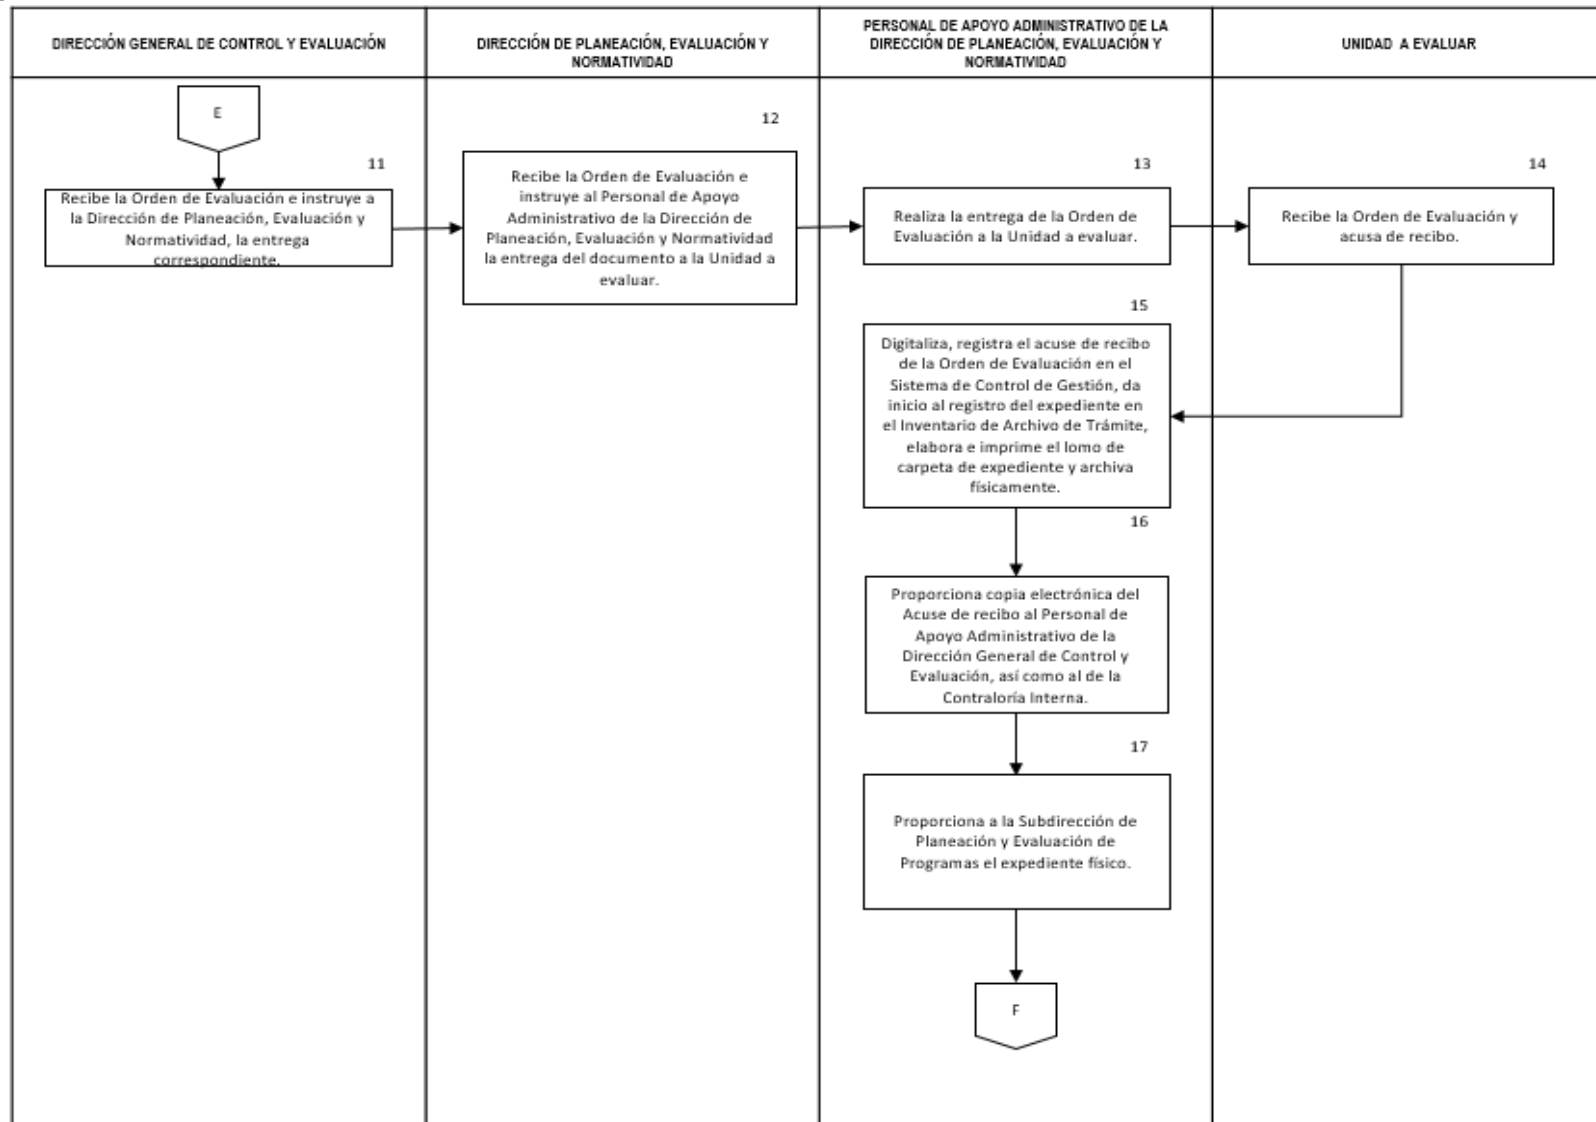 DIRECCIÓN GENERAL DE CONTROL Y EVALUACIÓN
DIRECCIÓN DE PLANEACIÓN, EVALUACIÓN Y
NORMATIVIDAD
PERSONAL DE APOYO ADMINISTRATIVO DE LA
DIRECCIÓN DE PLANEACIÓN, EVALUACIÓN Y
NORMATIVIDAD
UNIDAD A EVALUAR
E
11
Recibe la Orden de Evaluación e instruye a
la Dirección de Planeación, Evaluación y
Normatividad, la entrega
correspondiente.
12
Recibe la Orden de Evaluación e
instruye al Personal de Apoyo
Administrativo de la Dirección de
Planeación, Evaluación y Normatividad
la entrega del documento a la Unidad a
evaluar.
13
Realiza la entrega de la Orden de
Evaluación a la Unidad a evaluar.
14
Recibe la Orden de Evaluación y
acusa de recibo.
15
Digitaliza, registra el acuse de recibo
de la Orden de Evaluación en el
Sistema de Control de Gestión, da
inicio al registro del expediente en
el Inventario de Archivo de Trámite,
elabora e imprime el lomo de
carpeta de expediente y archiva
físicamente.
16
Proporciona copia electrónica del
Acuse de recibo al Personal de
Apoyo Administrativo de la
Dirección General de Control y
Evaluación, así como al de la
Contraloría Interna.
17
Proporciona a la Subdirección de
Planeación y Evaluación de
Programas el expediente físico.
F